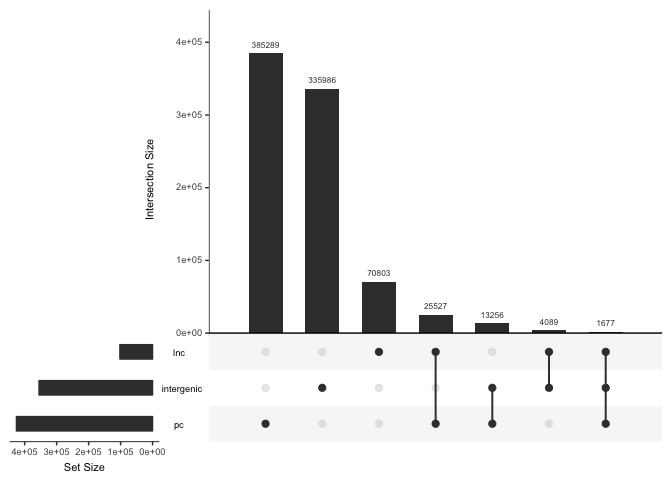 385289
4e+05
335986
Intersection Size
3e+05
2e+05
1e+05
70803
25527
13256
4089
1677
0e+00
lnc
intergenic
pc
4e+05 3e+05 2e+05 1e+05 0e+00
Set Size